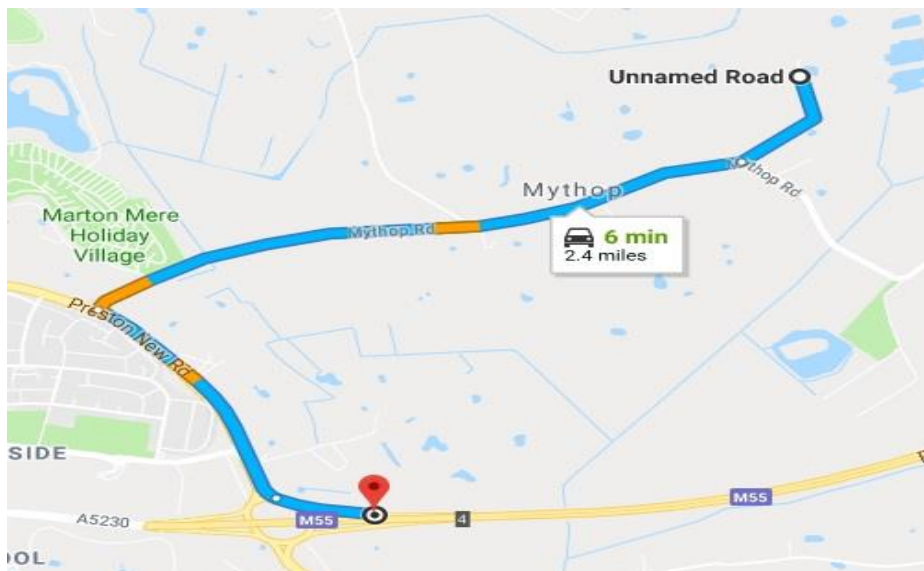 Unnamed Road
Mythop Rd
Mythop
6 min
2.4 miles
Mythop Rd
Marton Mere
Holiday
Village
Preston New Rd
SIDE
M55
A5230
M55
4
OOL